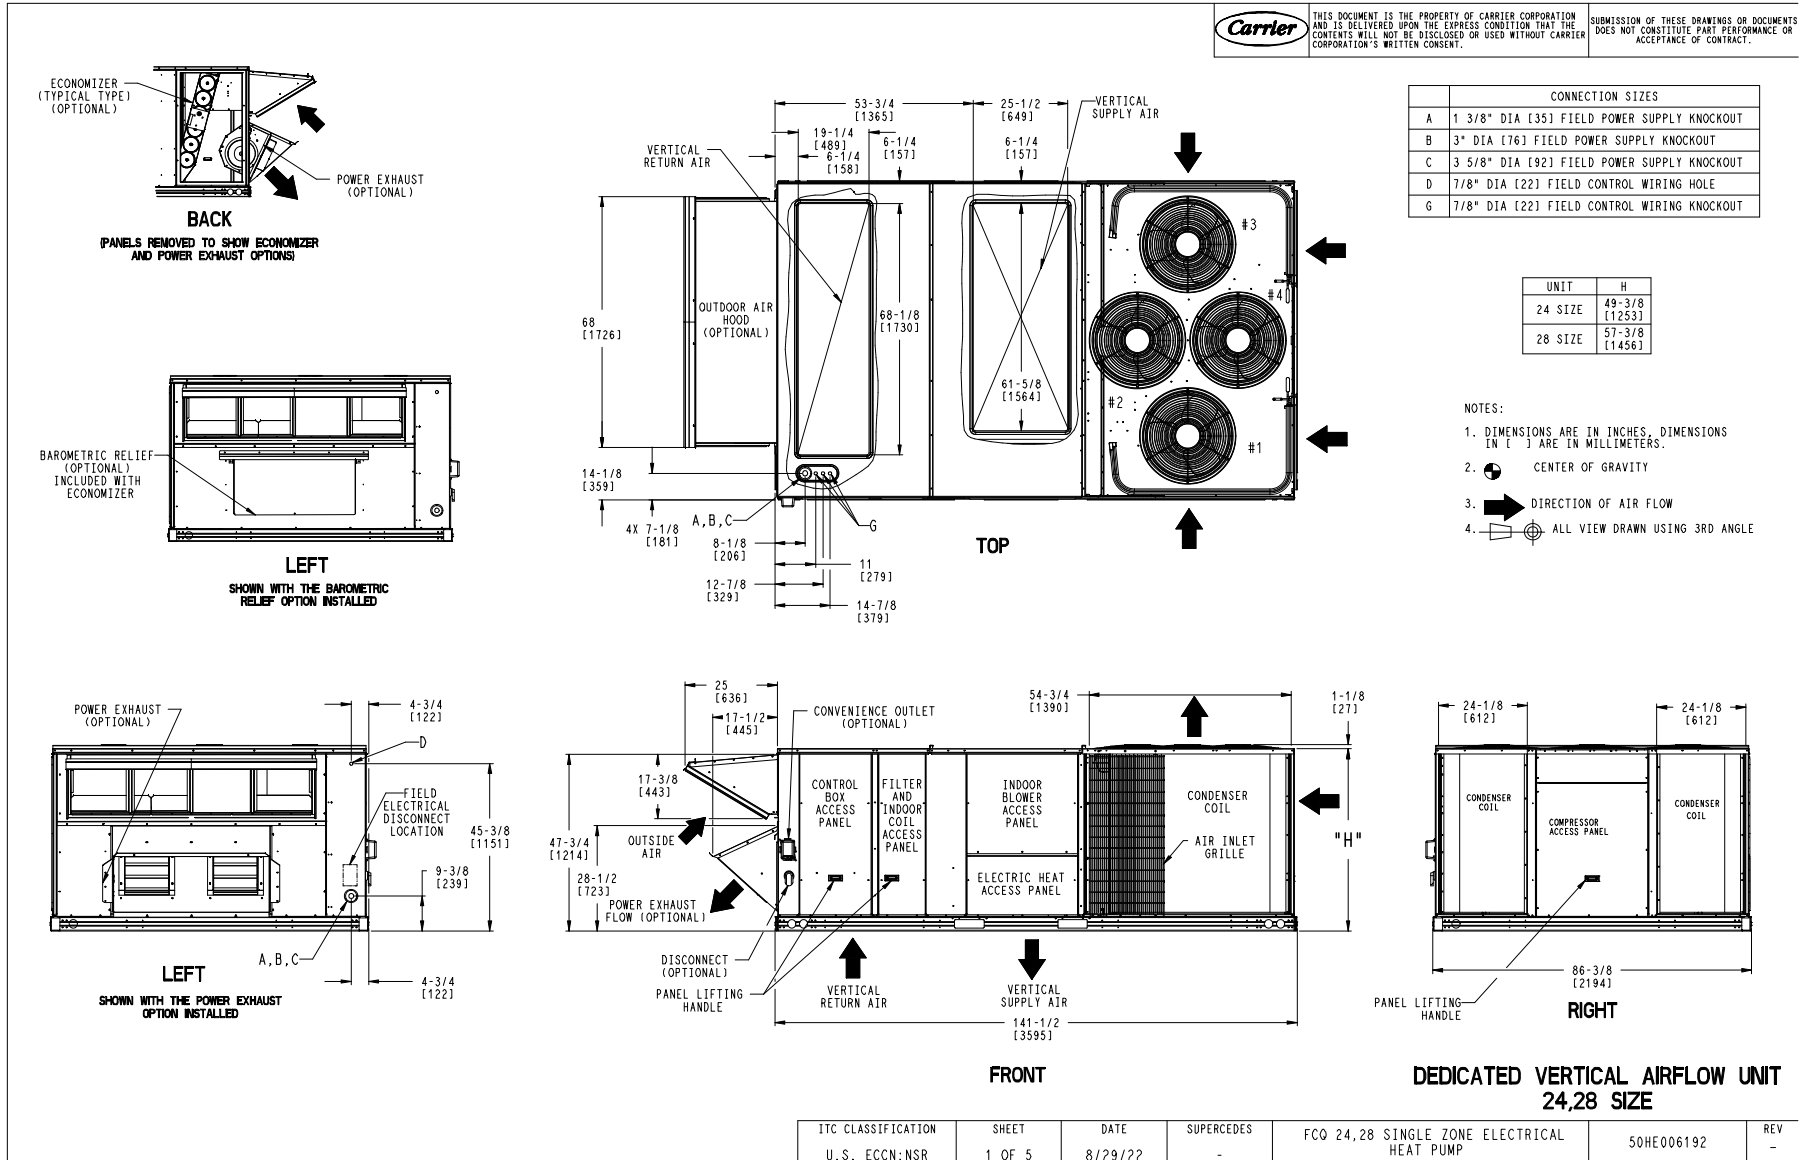 Carrier
THIS DOCUMENT IS THE PROPERTY OF CARRIER CORPORATION
AND IS DELIVERED UPON THE EXPRESS CONDITION THAT THE
CONTENTS WILL NOT BE DISCLOSED OR USED WITHOUT CARRIER
CORPORATION'S WRITTEN CONSENT.
SUBMISSION OF THESE DRAWINGS OR DOCUMENTS
DOES NOT CONSTITUTE PART PERFORMANCE OR
ACCEPTANCE OF CONTRACT.
ECONOMIZER
(TYPICAL TYPE)
(OPTIONAL)
POWER EXHAUST
(OPTIONAL)
BACK
(PANELS REMOVED TO SHOW ECONOMIZER
AND POWER EXHAUST OPTIONS)
BAROMETRIC RELIEF
(OPTIONAL)
INCLUDED WITH
ECONOMIZER
LEFT
SHOWN WITH THE BAROMETRIC
RELIEF OPTION INSTALLED
53-3/4
[1365]
25-1/2
[649]
VERTICAL
SUPPLY AIR
19-1/4
[489]
6-1/4
[157]
6-1/4
[157]
6-1/4
[158]
VERTICAL
RETURN AIR
OUTDOOR AIR
HOOD
(OPTIONAL)
68
[1726]
68-1/8
[1730]
61-5/8
[1564]
#3
#4
#2
#1
14-1/8
[359]
4X 7-1/8
[181]
A,B,C
G
8-1/8
[206]
11
[279]
12-7/8
[329]
14-7/8
[379]
TOP
CONNECTION SIZES
A 1 3/8" DIA [35] FIELD POWER SUPPLY KNOCKOUT
B 3" DIA [76] FIELD POWER SUPPLY KNOCKOUT
C 3 5/8" DIA [92] FIELD POWER SUPPLY KNOCKOUT
D 7/8" DIA [22] FIELD CONTROL WIRING HOLE
G 7/8" DIA [22] FIELD CONTROL WIRING KNOCKOUT
UNIT H
24 SIZE 49-3/8
[1253]
28 SIZE 57-3/8
[1456]
NOTES:
1. DIMENSIONS ARE IN INCHES, DIMENSIONS
IN [ ] ARE IN MILLIMETERS.
2. CENTER OF GRAVITY
3. DIRECTION OF AIR FLOW
4. ALL VIEW DRAWN USING 3RD ANGLE
POWER EXHAUST
(OPTIONAL)
4-3/4
[122]
D
FIELD
ELECTRICAL
DISCONNECT
LOCATION
45-3/8
[1151]
9-3/8
[239]
A,B,C
4-3/4
[122]
LEFT
SHOWN WITH THE POWER EXHAUST
OPTION INSTALLED
25
[636]
17-1/2
[445]
CONVENIENCE OUTLET
(OPTIONAL)
54-3/4
[1390]
1-1/8
[27]
17-3/8
[443]
OUTSIDE
AIR
47-3/4
[1214]
28-1/2
[723]
POWER EXHAUST
FLOW (OPTIONAL)
CONTROL
BOX
ACCESS
PANEL
FILTER
AND
INDOOR
COIL
ACCESS
PANEL
INDOOR
BLOWER
ACCESS
PANEL
ELECTRIC HEAT
ACCESS PANEL
CONDENSER
COIL
AIR INLET
GRILLE
"H"
DISCONNECT
(OPTIONAL)
PANEL LIFTING
HANDLE
VERTICAL
RETURN AIR
VERTICAL
SUPPLY AIR
141-1/2
[3595]
FRONT
24-1/8
[612]
24-1/8
[612]
CONDENSER
COIL
COMPRESSOR
ACCESS PANEL
CONDENSER
COIL
86-3/8
[2194]
PANEL LIFTING
HANDLE
RIGHT
DEDICATED VERTICAL AIRFLOW UNIT
24,28 SIZE
ITC CLASSIFICATION
U.S. ECCN:NSR
SHEET
1 OF 5
DATE
8/29/22
SUPERCEDES
-
FCQ 24,28 SINGLE ZONE ELECTRICAL
HEAT PUMP
50HE006192
REV
-